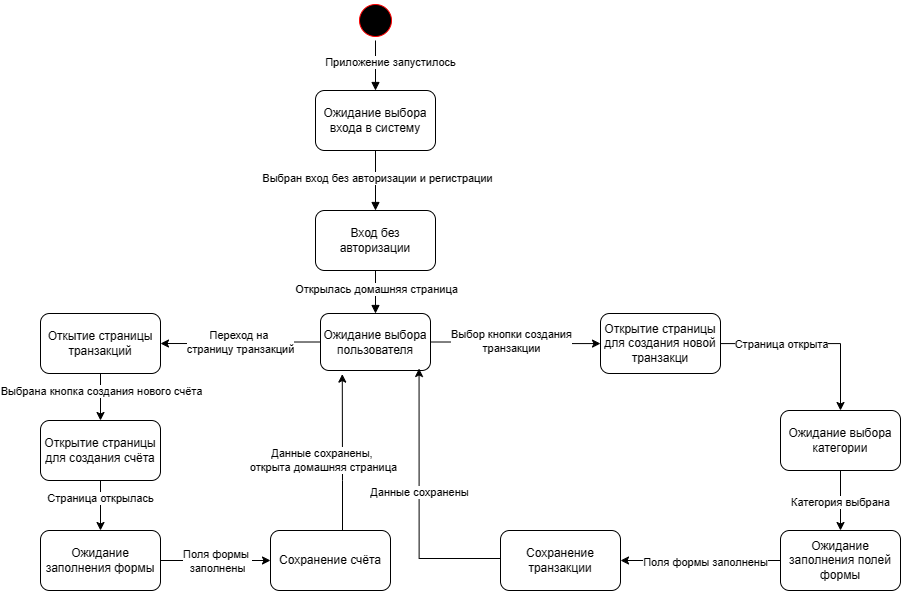 Приложение запустилось
Ожидание выбора
входа в систему
Выбран вход без авторизации и регистрации
Вход без
авторизации
Открылась домашняя страница
Откытие страницы
транзакций
Переход на
страницу транзакций
Ожидание выбора
пользователя
Выбор кнопки создания
транзакции
Открытие страницы
для создания новой
транзакци
Страница открыта
Выбрана кнопка создания нового счёта
Открытие страницы
для создания счёта
Ожидание выбора
категории
Данные сохранены,
открыта домашняя страница
Страница открылась
Данные сохранены
Категория выбрана
Ожидание
заполнения формы
Поля формы
заполнены
Сохранение счёта
Сохранение
транзакции
Поля формы заполнены
Ожидание
заполнения полей
формы